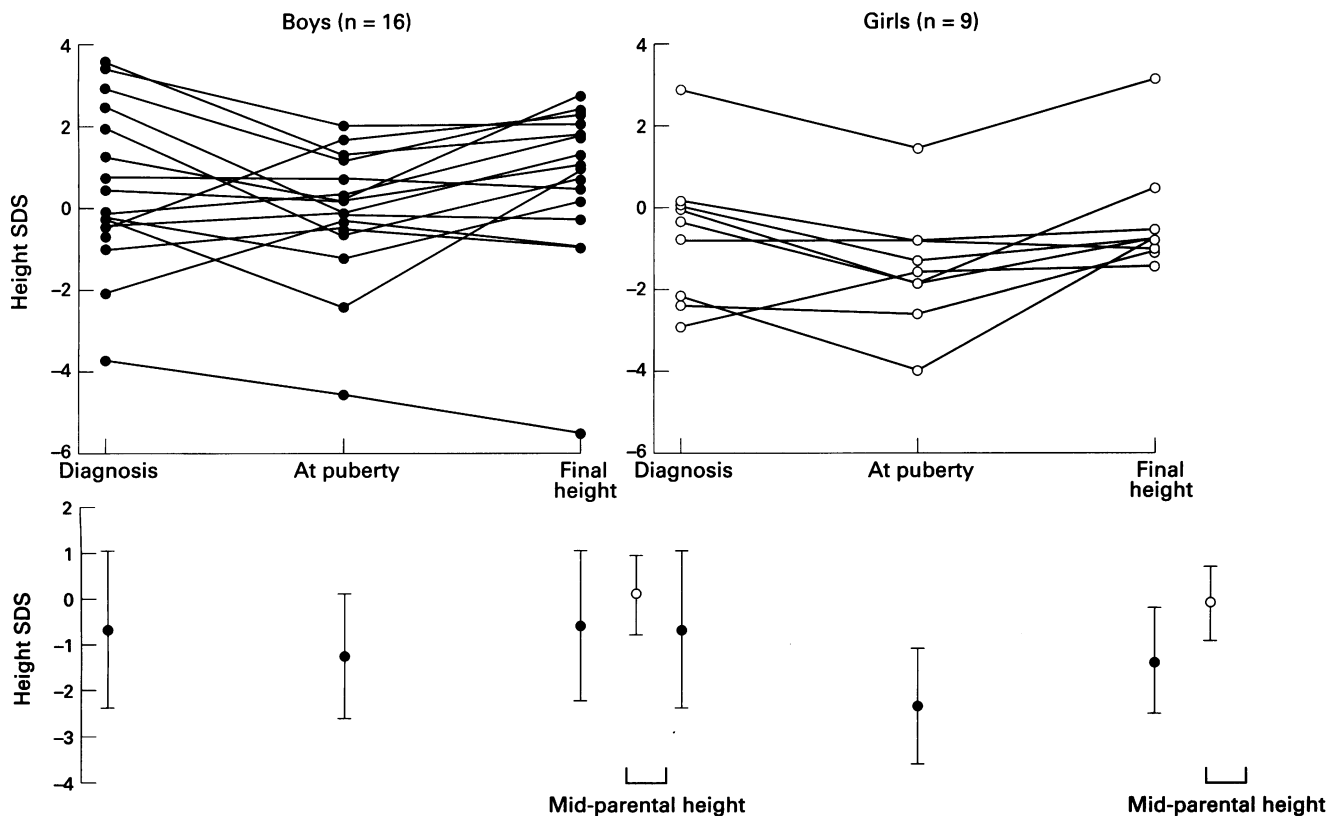 Boys (n = 16)
Girls (n = 9)
Height SDS
4
2
0
–2
–4
–6
4
2
0
–2
–4
–6
Diagnosis
At puberty
Final
height
Diagnosis
At puberty
Final
height
Height SDS
2
1
0
–1
–2
–3
–4
Mid-parental height
Mid-parental height